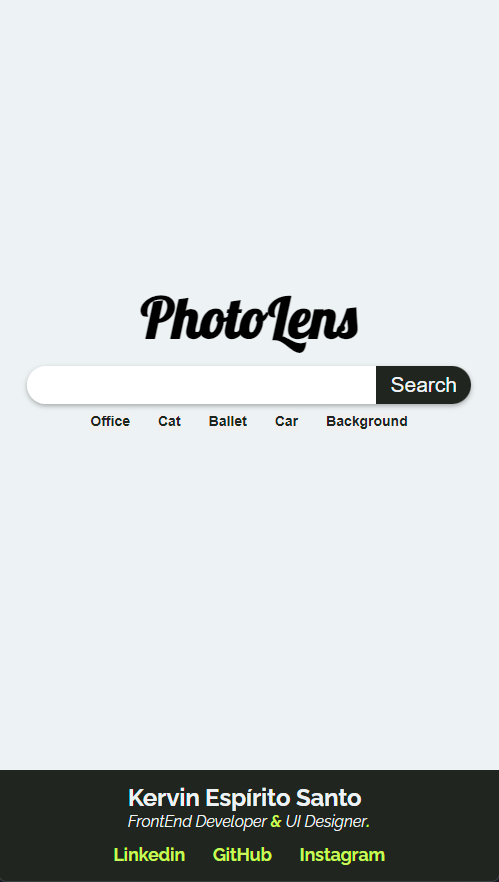 PhotoLens
Search
Office Cat Ballet Car Background
Kervin Espírito Santo
FrontEnd Developer & UI Designer.
Linkedin GitHub Instagram